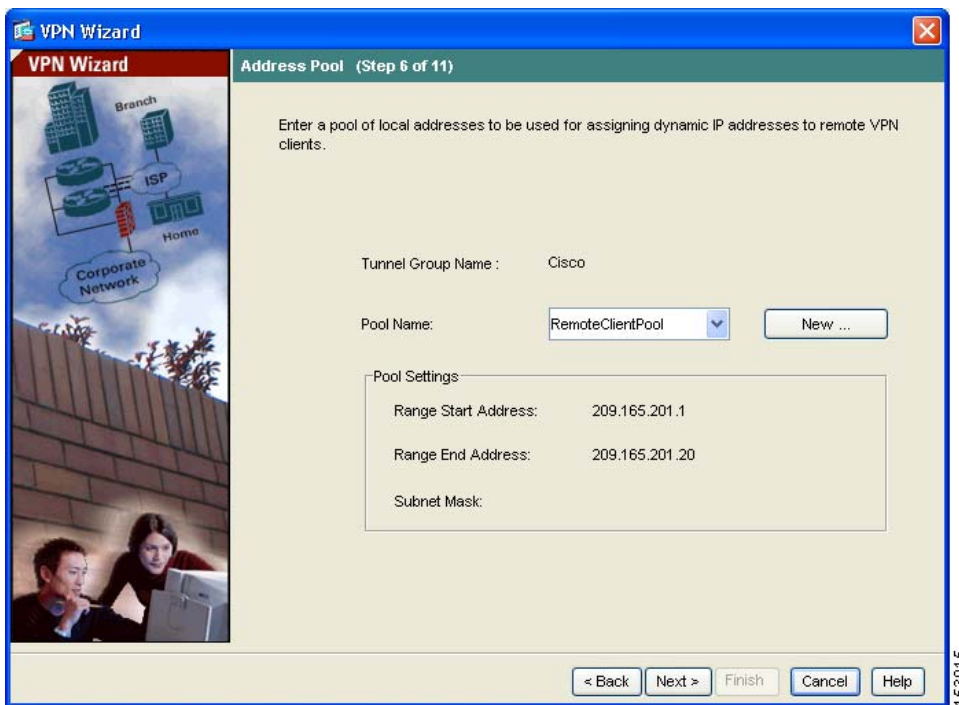 VPN Wizard
VPN Wizard
Branch
ISP
Home
Corporate
Network
Address Pool (Step 6 of 11)
Enter a pool of local addresses to be used for assigning dynamic IP addresses to remote VPN
clients.
Tunnel Group Name : Cisco
Pool Name: RemoteClientPool New ...
Pool Settings
Range Start Address: 209.165.201.1
Range End Address: 209.165.201.20
Subnet Mask:
< Back Next > Finish Cancel Help